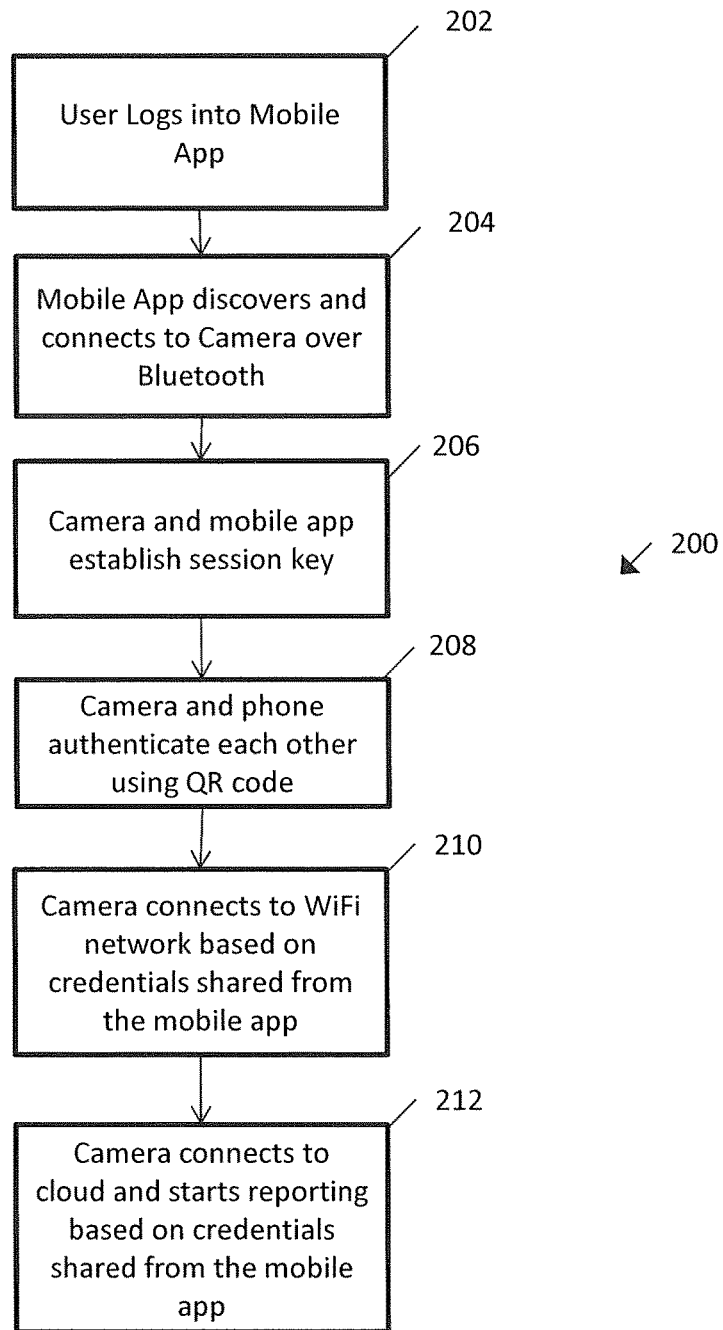 202
User Logs into Mobile
App
204
Mobile App discovers and
connects to Camera over
Bluetooth
206
Camera and mobile app
establish session key
200
208
Camera and phone
authenticate each other
using QR code
210
Camera connects to WiFi
network based on
credentials shared from
the mobile app
212
Camera connects to
cloud and starts reporting
based on credentials
shared from the mobile
app